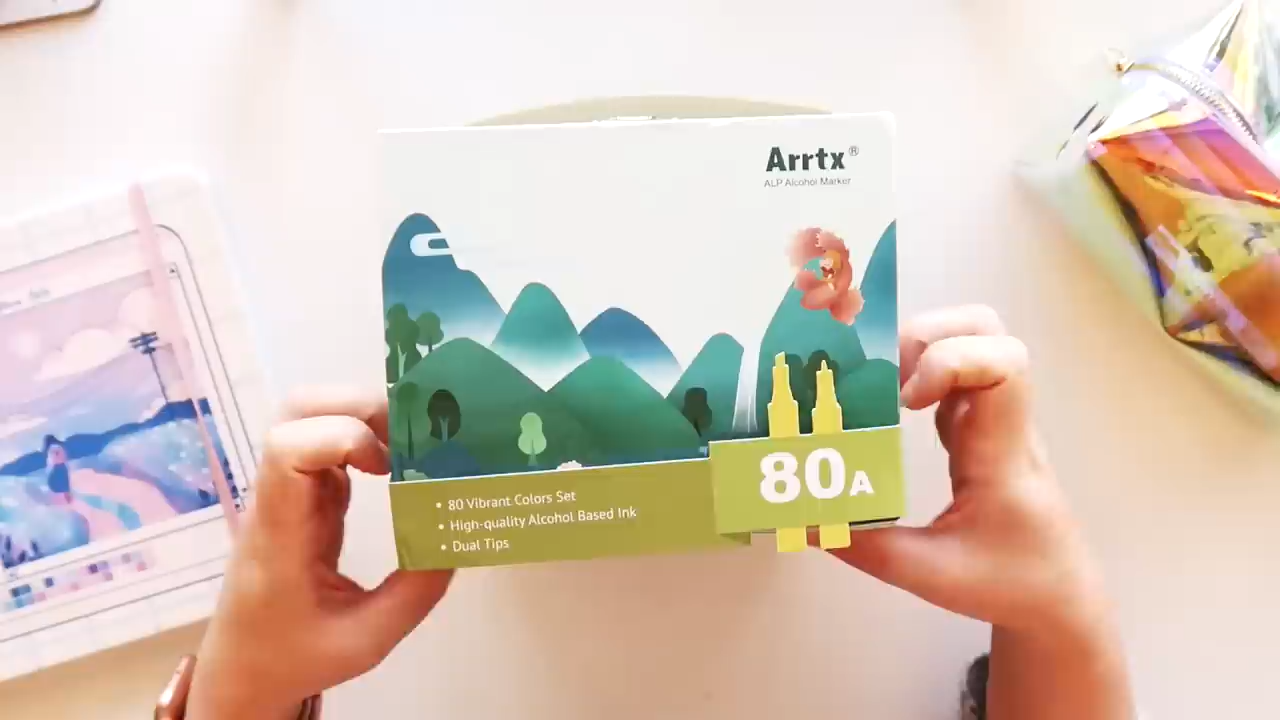 Arrtx®
ALP Alcohol Marker
80A
• 80 Vibrant Colors Set
• High-quality Alcohol Based Ink
• Dual Tips